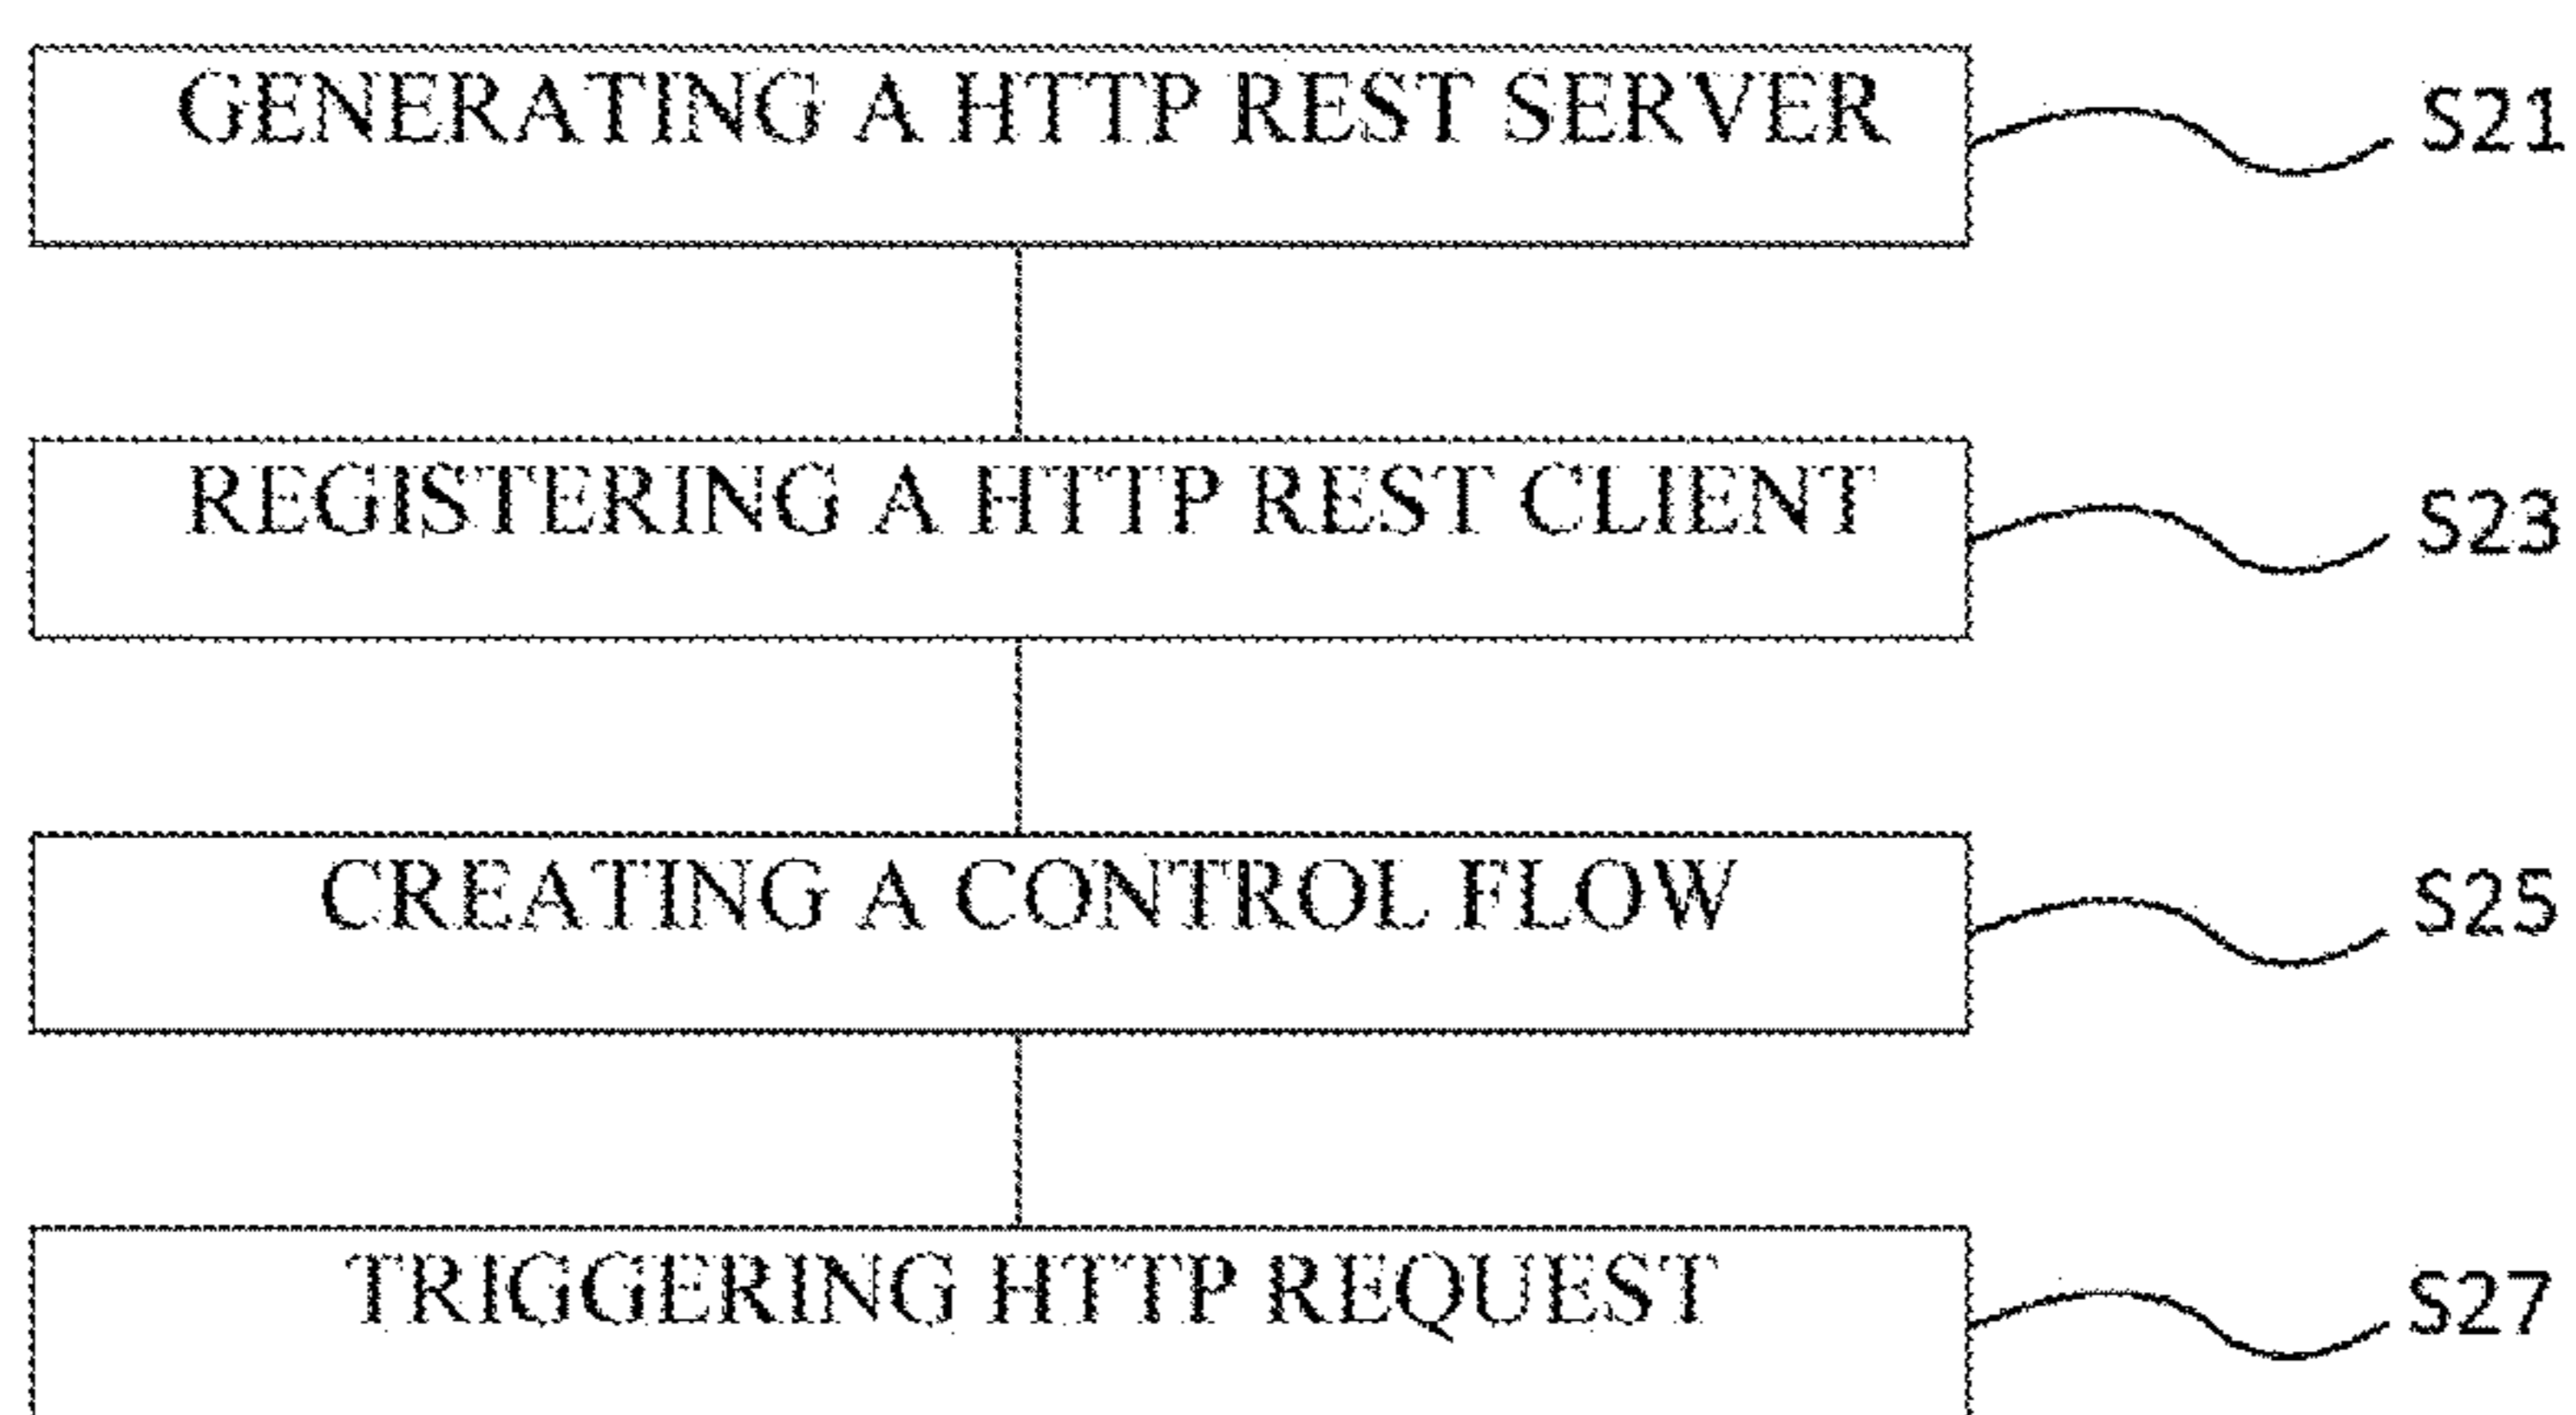 GENERATING A HTTP REST SERVER S21
REGISTERING A HTTP REST CLIENT S23
CREATING A CONTROL FLOW S25
TRIGGERING HTTP REQUEST S27